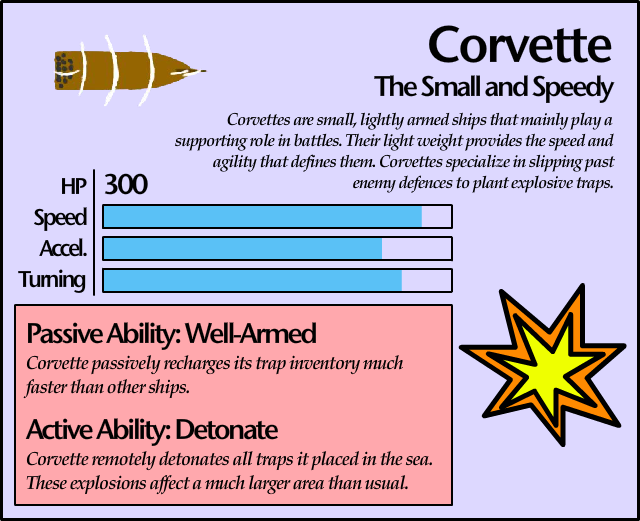 Corvette
The Small and Speedy
Corvettes are small, lightly armed ships that mainly play a
supporting role in battles. Their light weight provides the speed and
agility that defines them. Corvettes specialize in slipping past
enemy defences to plant explosive traps.
HP 300
Speed
Accel.
Turning
Passive Ability: Well-Armed
Corvette passively recharges its trap inventory much
faster than other ships.
Active Ability: Detonate
Corvette remotely detonates all traps it placed in the sea.
These explosions affect a much larger area than usual.